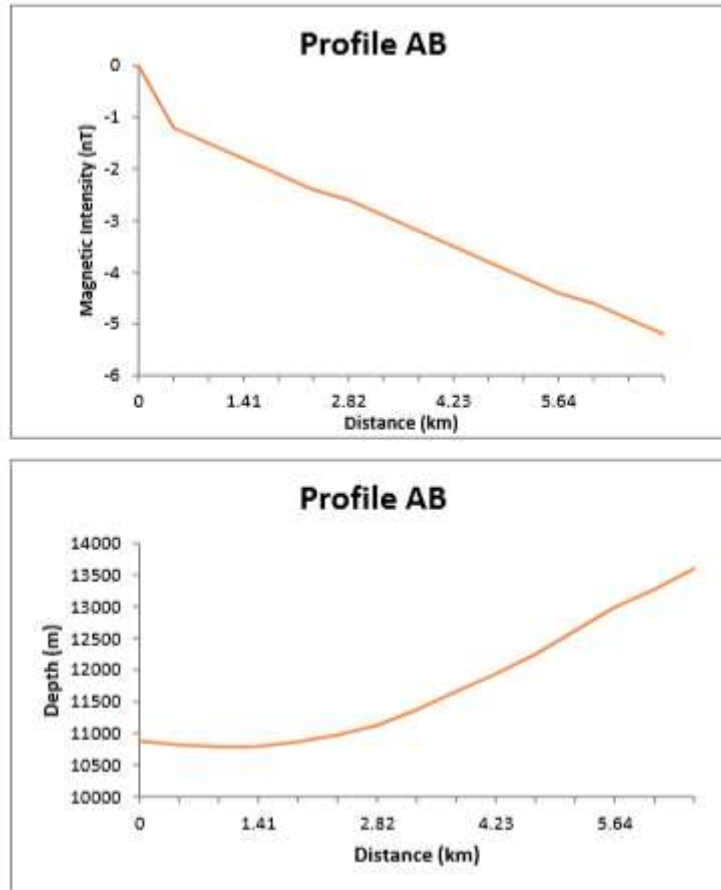 Profile AB
Magnetic Intensity (nT)
0
-1
-2
-3
-4
-5
-6
0 1.41 2.82 4.23 5.64
Distance (km)
Profile AB
Depth (m)
14000
13500
13000
12500
12000
11500
11000
10500
10000
0 1.41 2.82 4.23 5.64
Distance (km)